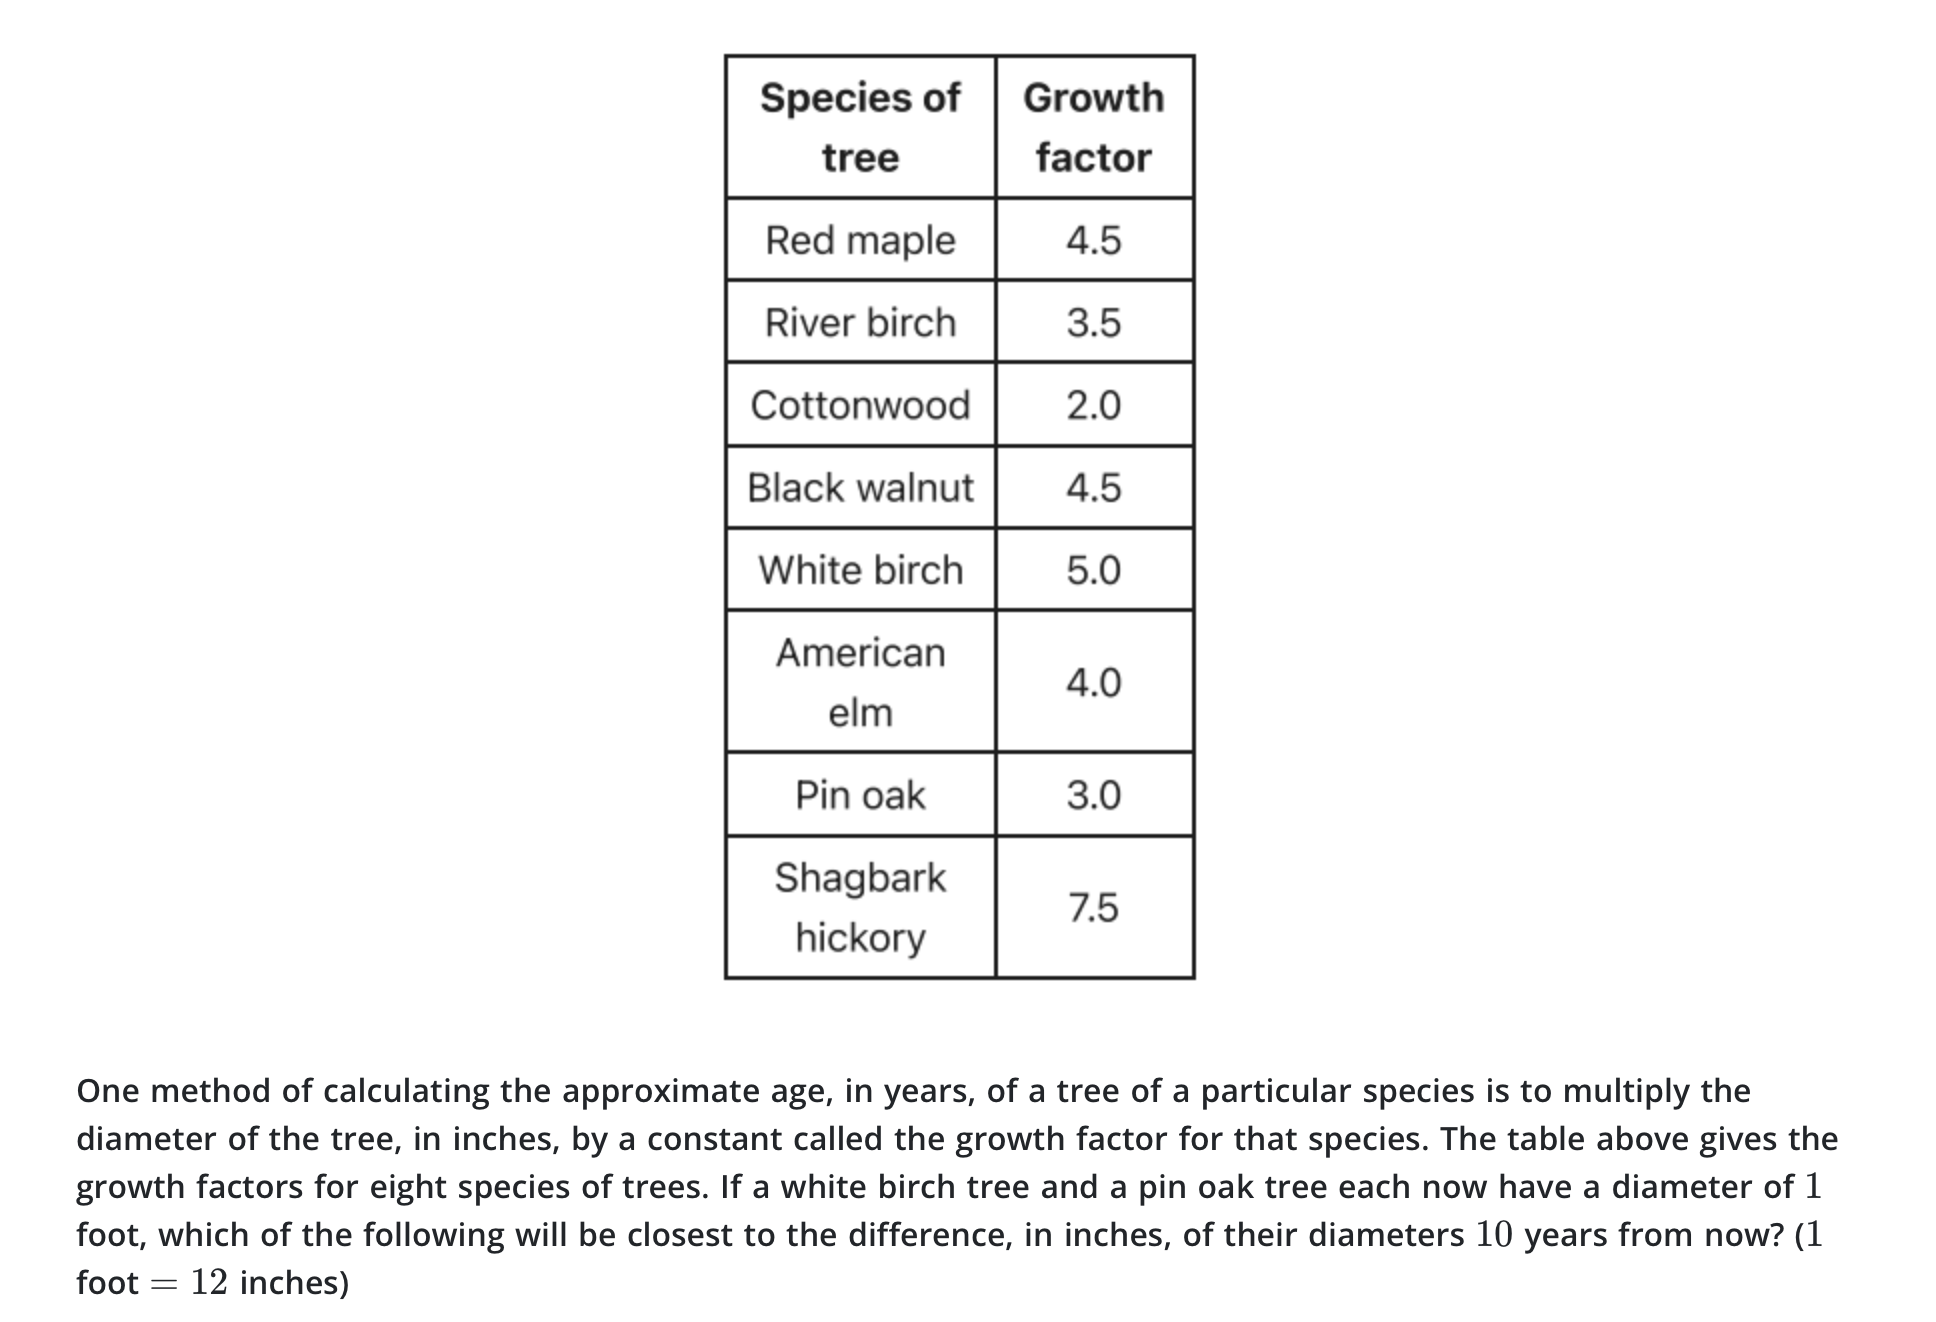 Species of tree Growth factor
Red maple 4.5
River birch 3.5
Cottonwood 2.0
Black walnut 4.5
White birch 5.0
American elm 4.0
Pin oak 3.0
Shagbark hickory 7.5
One method of calculating the approximate age, in years, of a tree of a particular species is to multiply the
diameter of the tree, in inches, by a constant called the growth factor for that species. The table above gives the
growth factors for eight species of trees. If a white birch tree and a pin oak tree each now have a diameter of 1
foot, which of the following will be closest to the difference, in inches, of their diameters 10 years from now? (1
foot = 12 inches)